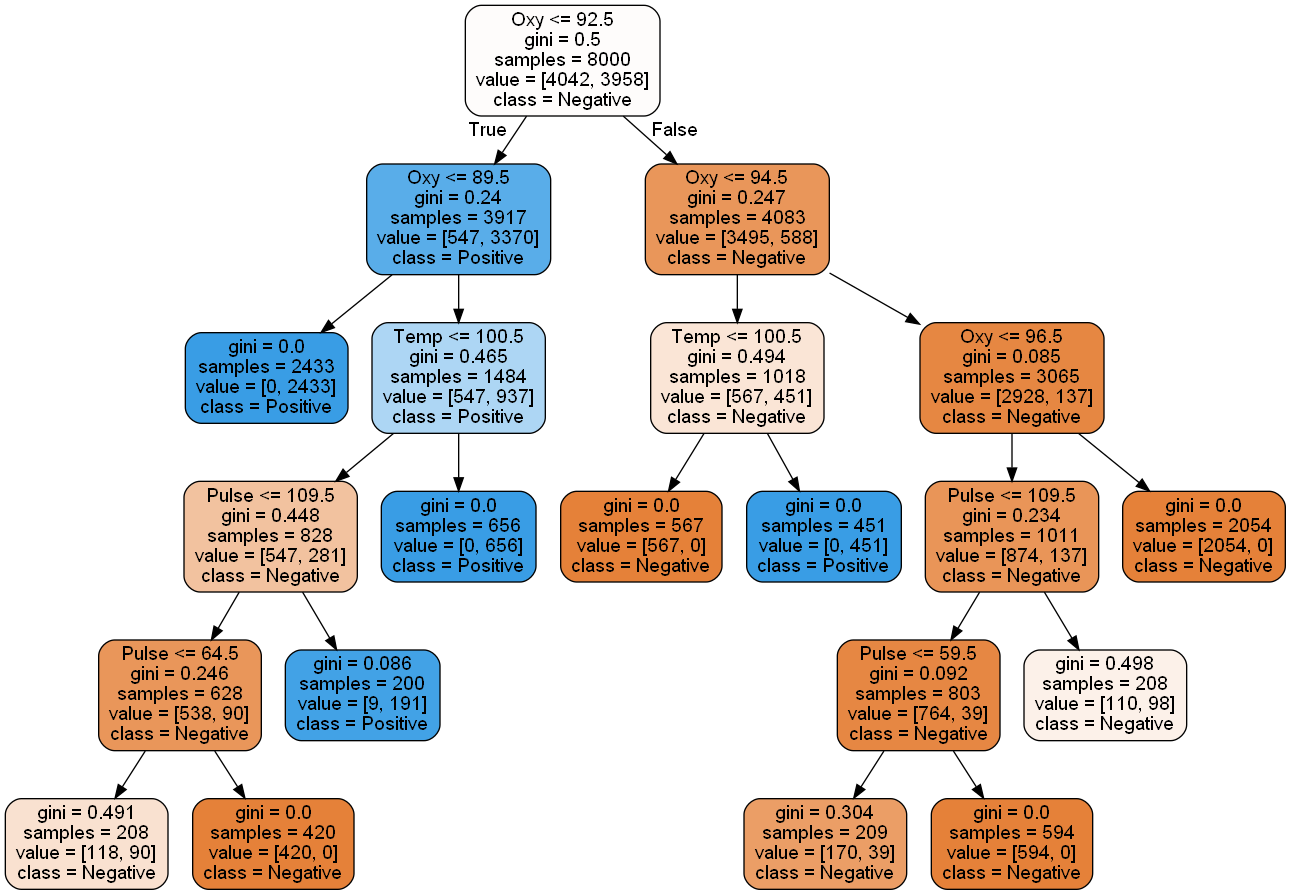 Oxy <= 92.5
gini = 0.5
samples = 8000
value = [4042, 3958]
class = Negative
True
False
Oxy <= 89.5
gini = 0.24
samples = 3917
value = [547, 3370]
class = Positive
Oxy <= 94.5
gini = 0.247
samples = 4083
value = [3495, 588]
class = Negative
gini = 0.0
samples = 2433
value = [0, 2433]
class = Positive
Temp <= 100.5
gini = 0.465
samples = 1484
value = [547, 937]
class = Positive
Temp <= 100.5
gini = 0.494
samples = 1018
value = [567, 451]
class = Negative
Oxy <= 96.5
gini = 0.085
samples = 3065
value = [2928, 137]
class = Negative
Pulse <= 109.5
gini = 0.448
samples = 828
value = [547, 281]
class = Negative
gini = 0.0
samples = 656
value = [0, 656]
class = Positive
gini = 0.0
samples = 567
value = [567, 0]
class = Negative
gini = 0.0
samples = 451
value = [0, 451]
class = Positive
Pulse <= 109.5
gini = 0.234
samples = 1011
value = [874, 137]
class = Negative
gini = 0.0
samples = 2054
value = [2054, 0]
class = Negative
Pulse <= 64.5
gini = 0.246
samples = 628
value = [538, 90]
class = Negative
gini = 0.086
samples = 200
value = [9, 191]
class = Positive
Pulse <= 59.5
gini = 0.092
samples = 803
value = [764, 39]
class = Negative
gini = 0.498
samples = 208
value = [110, 98]
class = Negative
gini = 0.491
samples = 208
value = [118, 90]
class = Negative
gini = 0.0
samples = 420
value = [420, 0]
class = Negative
gini = 0.304
samples = 209
value = [170, 39]
class = Negative
gini = 0.0
samples = 594
value = [594, 0]
class = Negative